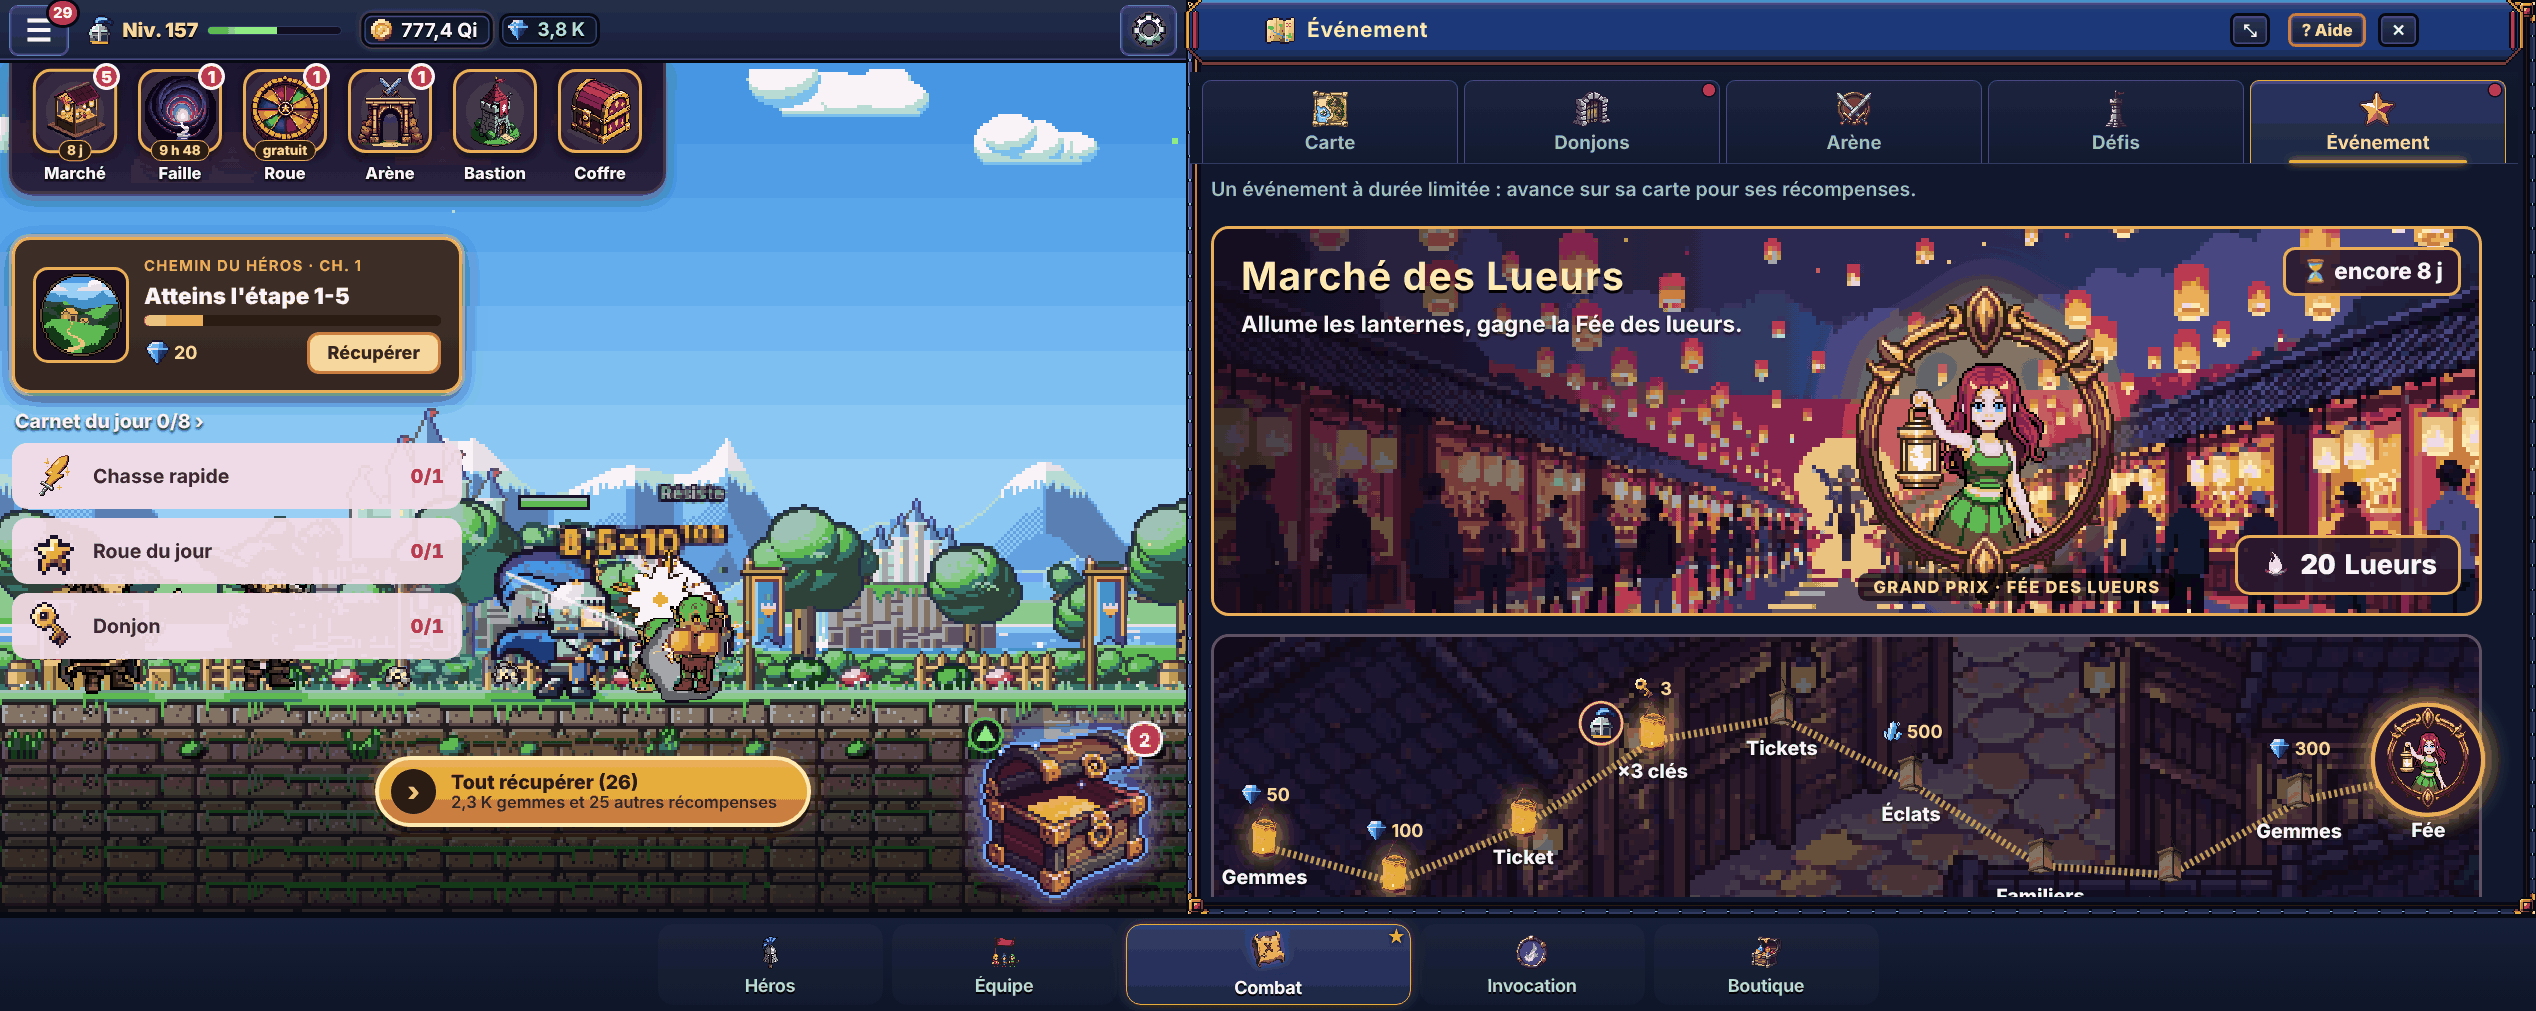 29
Niv. 157
777,4 Qi
3,8 K
5
1
1
1
8 j
9 h 48
gratuit
Marché
Faille
Roue
Arène
Bastion
Coffre
CHEMIN DU HÉROS · CH. 1
Atteins l'étape 1-5
20
Récupérer
Carnet du jour 0/8 ›
Chasse rapide 0/1
Roue du jour 0/1
Donjon 0/1
Résiste
Tout récupérer (26)
2,3 K gemmes et 25 autres récompenses
2
Événement
? Aide
Carte
Donjons
Arène
Défis
Événement
Un événement à durée limitée : avance sur sa carte pour ses récompenses.
Marché des Lueurs
encore 8 j
Allume les lanternes, gagne la Fée des lueurs.
GRAND PRIX · FÉE DES LUEURS
20 Lueurs
50
Gemmes
100
Ticket
3
×3 clés
Tickets
500
Éclats
Familiers
300
Gemmes
Fée
Héros
Équipe
Combat
Invocation
Boutique